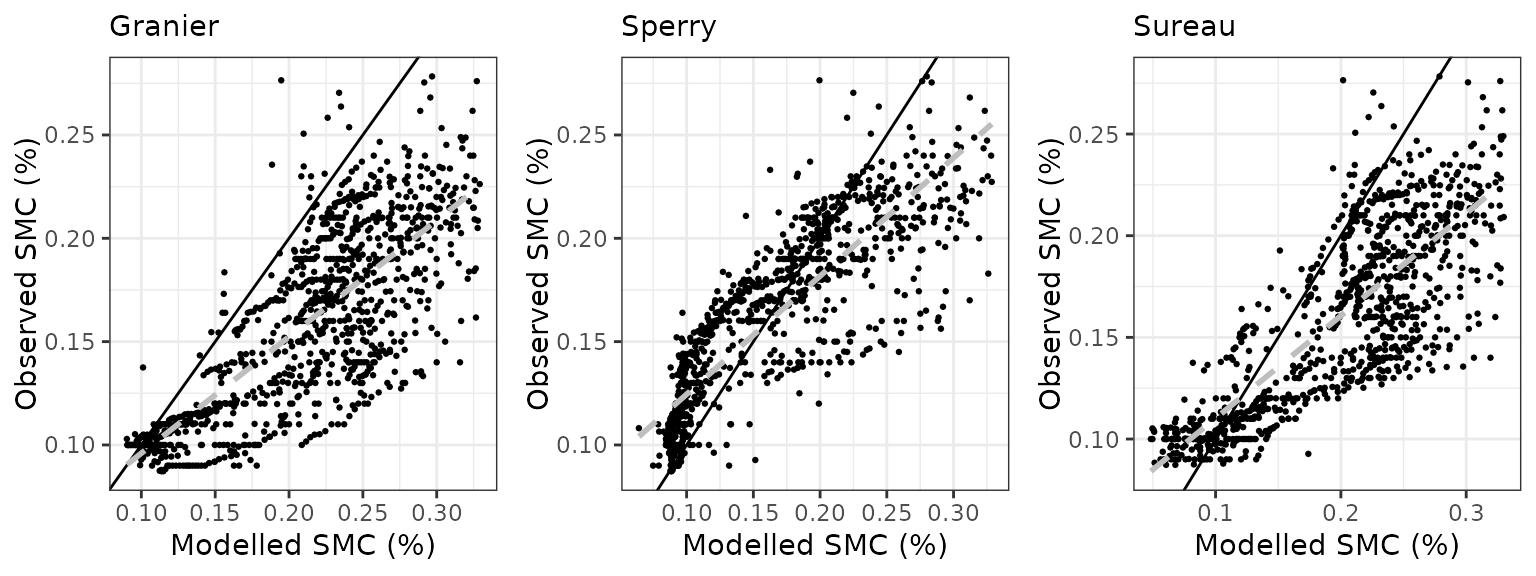 Granier
Observed SMC (%)
0.25
0.20
0.15
0.10
0.10 0.15 0.20 0.25 0.30
Modelled SMC (%)
Sperry
Observed SMC (%)
0.25
0.20
0.15
0.10
0.10 0.15 0.20 0.25 0.30
Modelled SMC (%)
Sureau
Observed SMC (%)
0.25
0.20
0.15
0.10
0.1 0.2 0.3
Modelled SMC (%)